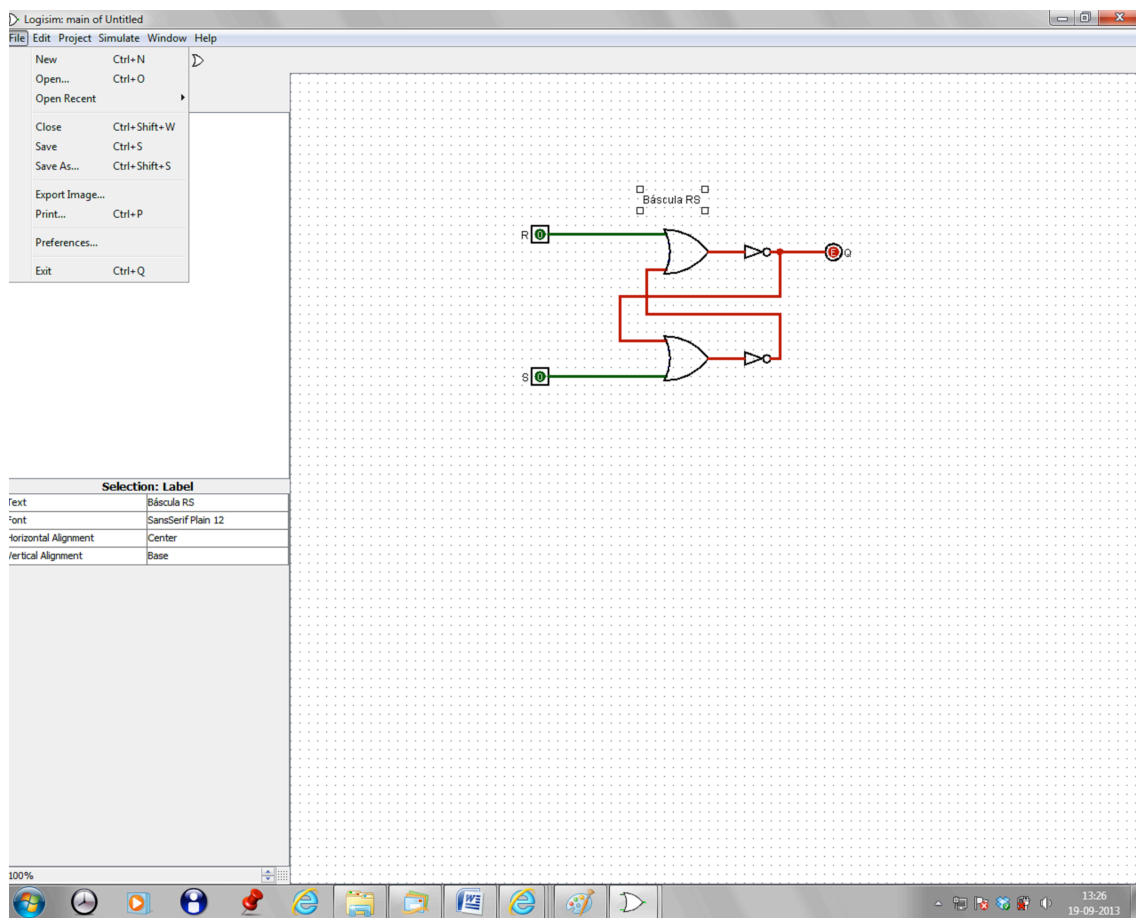 Logisim: main of Untitled
File Edit Project Simulate Window Help
New Ctrl+N
Open... Ctrl+O
Open Recent
Close Ctrl+Shift+W
Save Ctrl+S
Save As... Ctrl+Shift+S
Export Image...
Print... Ctrl+P
Preferences...
Exit Ctrl+Q
Báscula RS
R 0
E Q
S 0
Selection: Label
Text Báscula RS
Font SansSerif Plain 12
Horizontal Alignment Center
Vertical Alignment Base
100%
13:26
19-09-2013